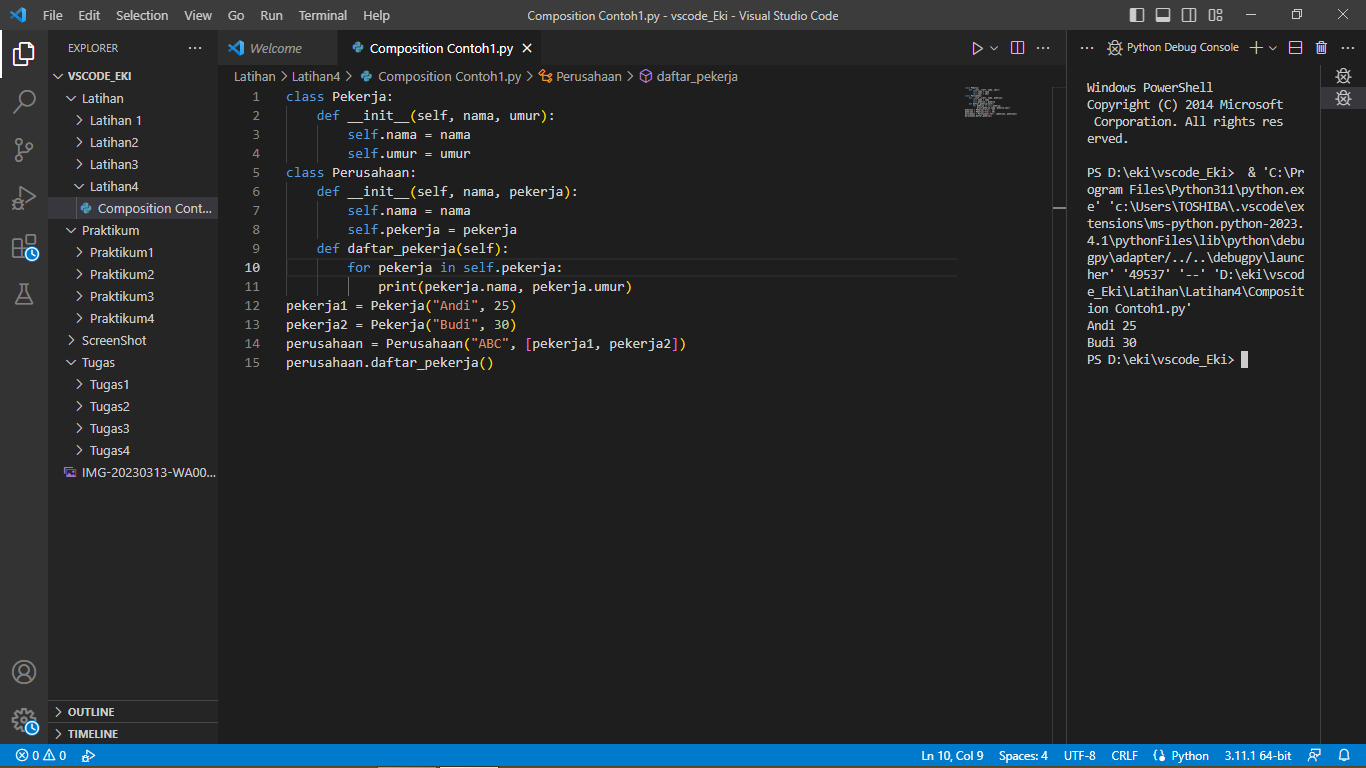 File Edit Selection View Go Run Terminal Help
Composition Contoh1.py - vscode_Eki - Visual Studio Code
EXPLORER
VSCODE_EKI
Latihan
Latihan 1
Latihan2
Latihan3
Latihan4
Composition Cont...
Praktikum
Praktikum1
Praktikum2
Praktikum3
Praktikum4
ScreenShot
Tugas
Tugas1
Tugas2
Tugas3
Tugas4
IMG-20230313-WA00...
OUTLINE
TIMELINE
Welcome Composition Contoh1.py
Latihan > Latihan4 > Composition Contoh1.py > Perusahaan > daftar_pekerja
1 class Pekerja:
2     def __init__(self, nama, umur):
3         self.nama = nama
4         self.umur = umur
5 class Perusahaan:
6     def __init__(self, nama, pekerja):
7         self.nama = nama
8         self.pekerja = pekerja
9     def daftar_pekerja(self):
10         for pekerja in self.pekerja:
11             print(pekerja.nama, pekerja.umur)
12 pekerja1 = Pekerja("Andi", 25)
13 pekerja2 = Pekerja("Budi", 30)
14 perusahaan = Perusahaan("ABC", [pekerja1, pekerja2])
15 perusahaan.daftar_pekerja()
Python Debug Console
Windows PowerShell
Copyright (C) 2014 Microsoft
 Corporation. All rights res
erved.
PS D:\eki\vscode_Eki>  & 'C:\Pr
ogram Files\Python311\python.ex
e' 'c:\Users\TOSHIBA\.vscode\ex
tensions\ms-python.python-2023.
4.1\pythonFiles\lib\python\debu
gpy\adapter/../..\debugpy\launc
her' '49537' '--' 'D:\eki\vscod
e_Eki\Latihan\Latihan4\Composit
ion Contoh1.py'
Andi 25
Budi 30
PS D:\eki\vscode_Eki>
0 0
Ln 10, Col 9 Spaces: 4 UTF-8 CRLF Python 3.11.1 64-bit